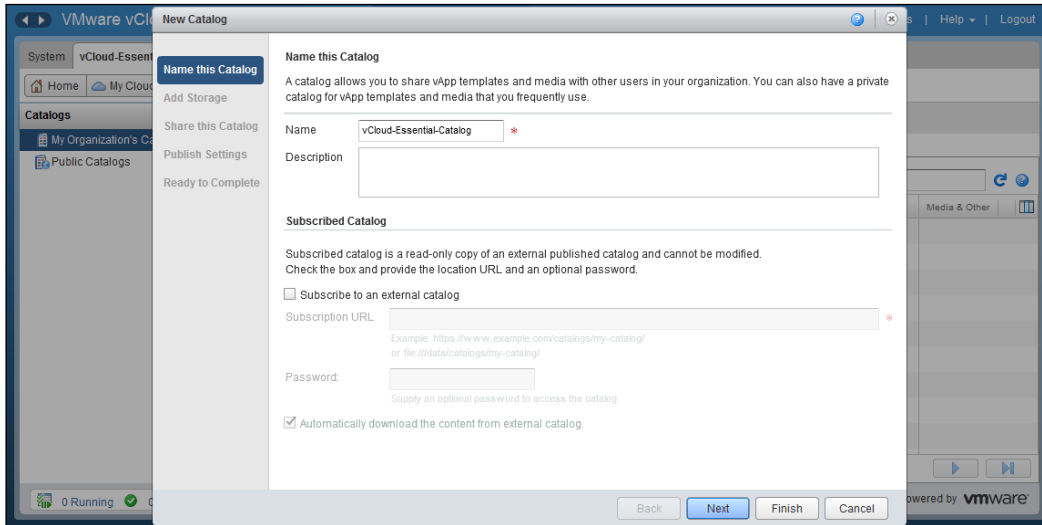 VMware vClo
New Catalog
Help
Logout
System
vCloud-Essent
Home
My Cloud
Catalogs
My Organization's Ca
Public Catalogs
Name this Catalog
Add Storage
Share this Catalog
Publish Settings
Ready to Complete
Name this Catalog
A catalog allows you to share vApp templates and media with other users in your organization. You can also have a private
catalog for vApp templates and media that you frequently use.
Name
vCloud-Essential-Catalog
*
Description
Subscribed Catalog
Subscribed catalog is a read-only copy of an external published catalog and cannot be modified.
Check the box and provide the location URL and an optional password.
Subscribe to an external catalog
Subscription URL
*
Example: https://www.example.com/catalogs/my-catalog/
or file:///data/catalogs/my-catalog/
Password:
Supply an optional password to access the catalog.
Automatically download the content from external catalog.
Media & Other
0 Running
Back
Next
Finish
Cancel
owered by vmware